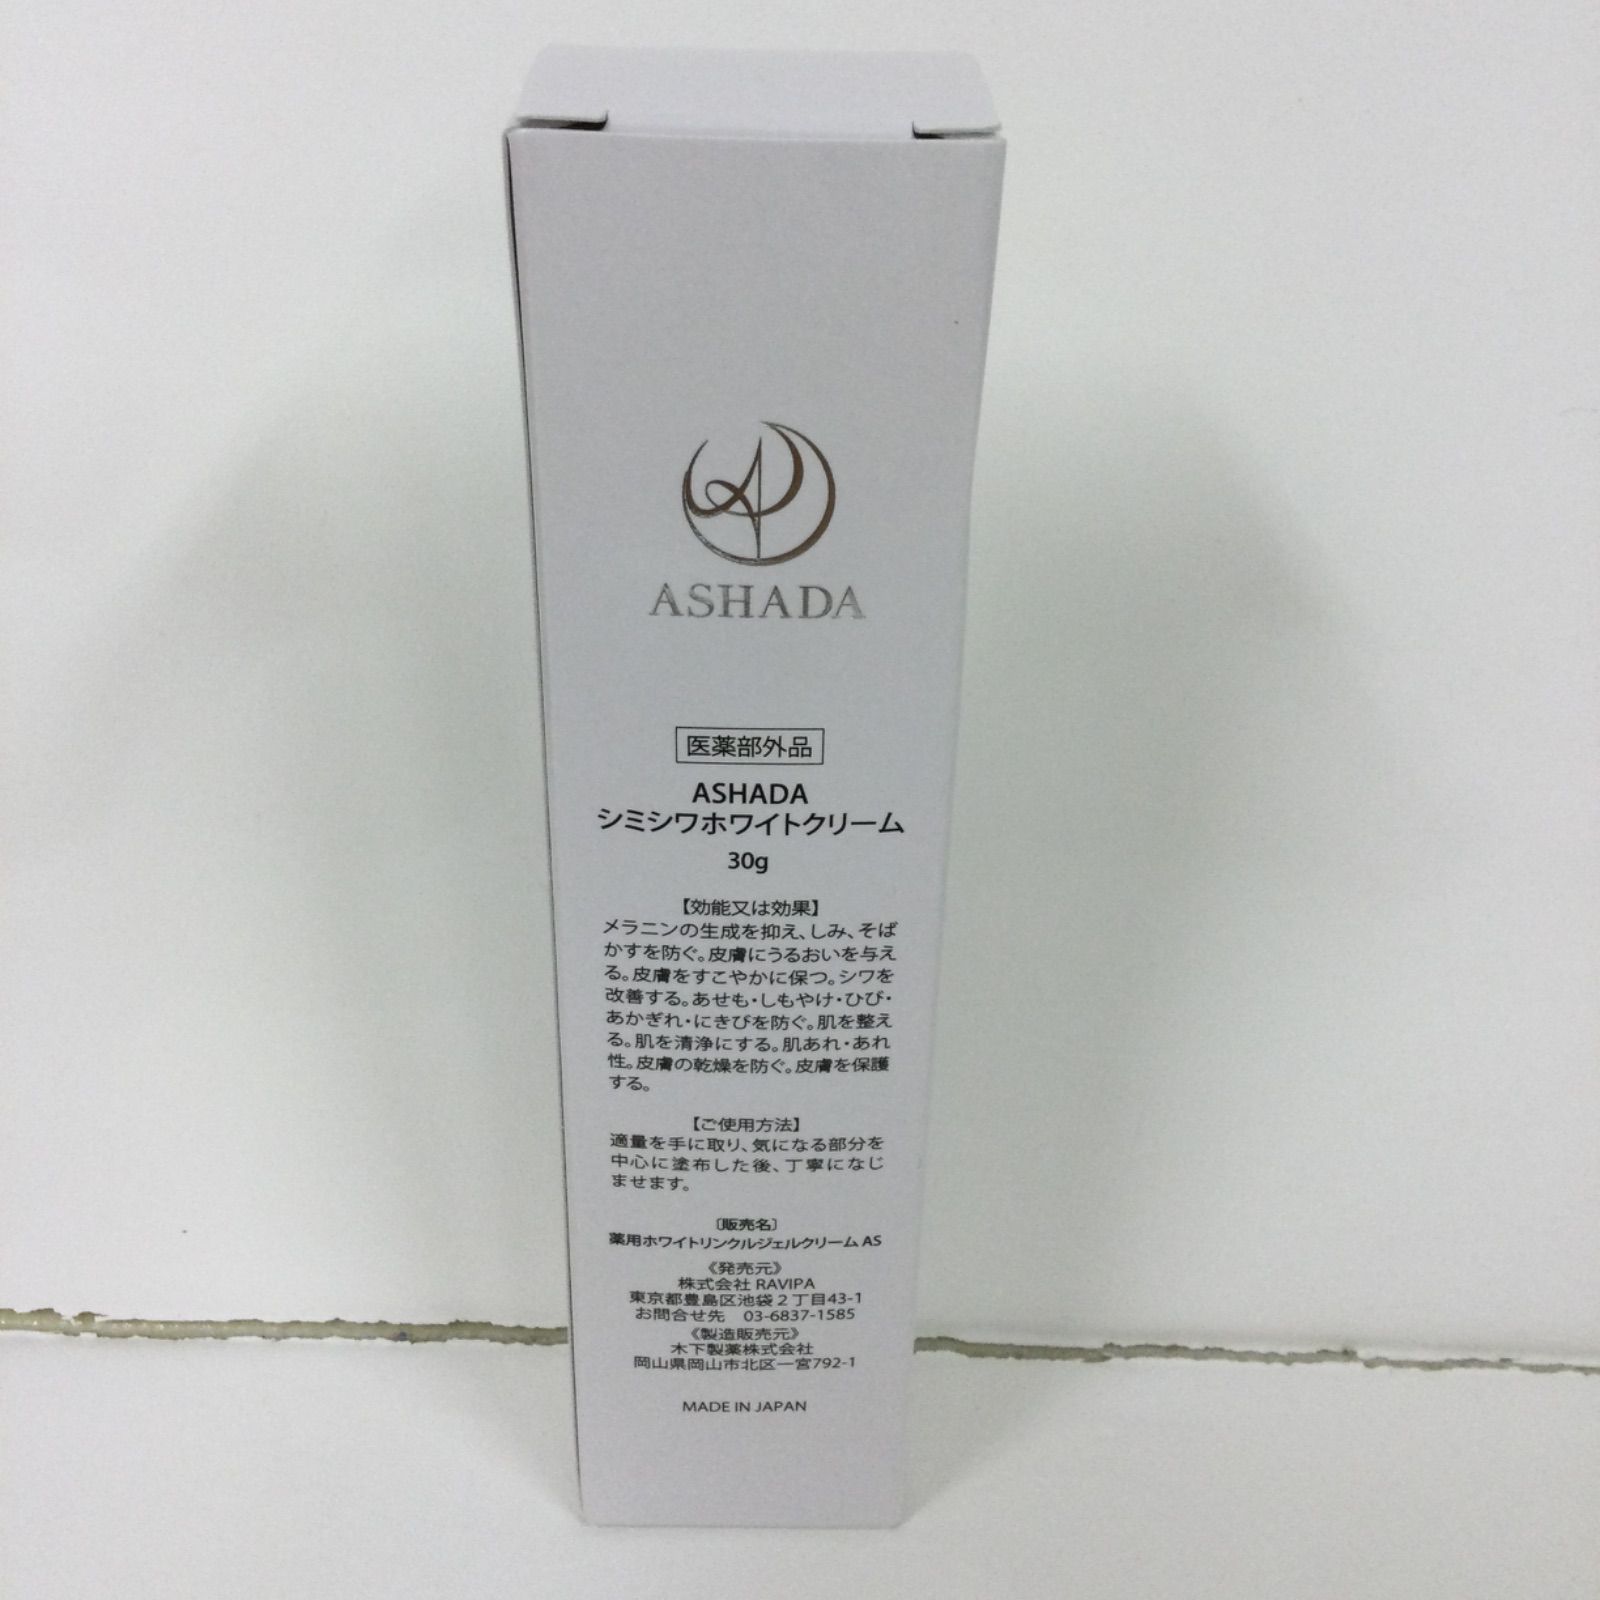 ASHADA
医薬部外品
ASHADA
シミシワホワイトクリーム
30g
【効能又は効果】
メラニンの生成を抑え、しみ、そば
かすを防ぐ。皮膚にうるおいを与え
る。皮膚をすこやかに保つ。シワを
改善する。あせも・しもやけ・ひび・
あかぎれ・にきびを防ぐ。肌を整え
る。肌を清浄にする。肌あれ・あれ
性。皮膚の乾燥を防ぐ。皮膚を保護
する。
【ご使用方法】
適量を手に取り、気になる部分を
中心に塗布した後、丁寧になじ
ませます。
〔販売名〕
薬用ホワイトリンクルジェルクリーム AS
《発売元》
株式会社 RAVIPA
東京都豊島区池袋２丁目43-1
お問合せ先　03-6837-1585
《製造販売元》
木下製薬株式会社
岡山県岡山市北区一宮792-1
MADE IN JAPAN